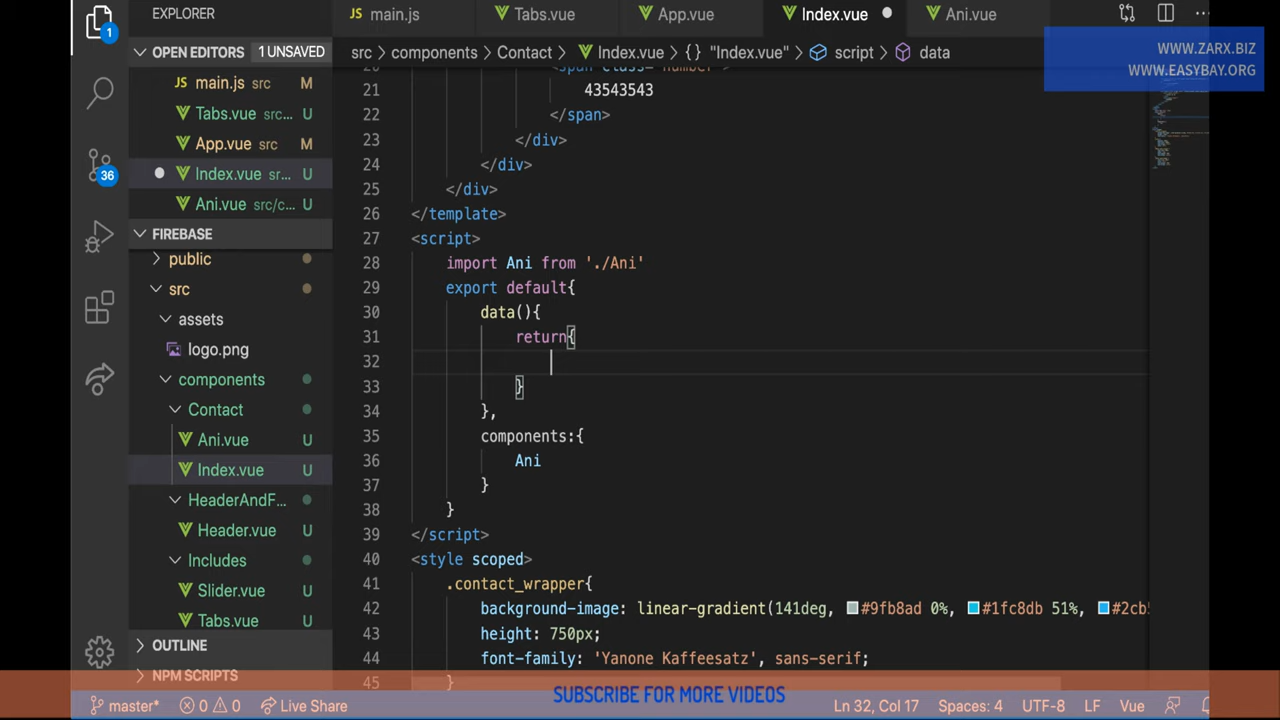 EXPLORER
main.js
Tabs.vue
App.vue
Index.vue
Ani.vue
OPEN EDITORS 1 UNSAVED
src > components > Contact > Index.vue > {} "Index.vue" > script > data
WWW.ZARX.BIZ
WWW.EASYBAY.ORG
main.js src M
Tabs.vue src... U
App.vue src M
Index.vue sr... U
Ani.vue src/c... U
FIREBASE
public
src
assets
logo.png
components
Contact
Ani.vue U
Index.vue U
HeaderAndF...
Header.vue U
Includes
Slider.vue U
Tabs.vue U
OUTLINE
NPM SCRIPTS
1
36
21 43543543
22 </span>
23 </div>
24 </div>
25 </div>
26 </template>
27 <script>
28 import Ani from './Ani'
29 export default{
30 data(){
31 return{
32
33 }
34 },
35 components:{
36 Ani
37 }
38 }
39 </script>
40 <style scoped>
41 .contact_wrapper{
42 background-image: linear-gradient(141deg, #9fb8ad 0%, #1fc8db 51%, #2cb5
43 height: 750px;
44 font-family: 'Yanone Kaffeesatz', sans-serif;
45 }
SUBSCRIBE FOR MORE VIDEOS
master* 0 0 Live Share Ln 32, Col 17 Spaces: 4 UTF-8 LF Vue